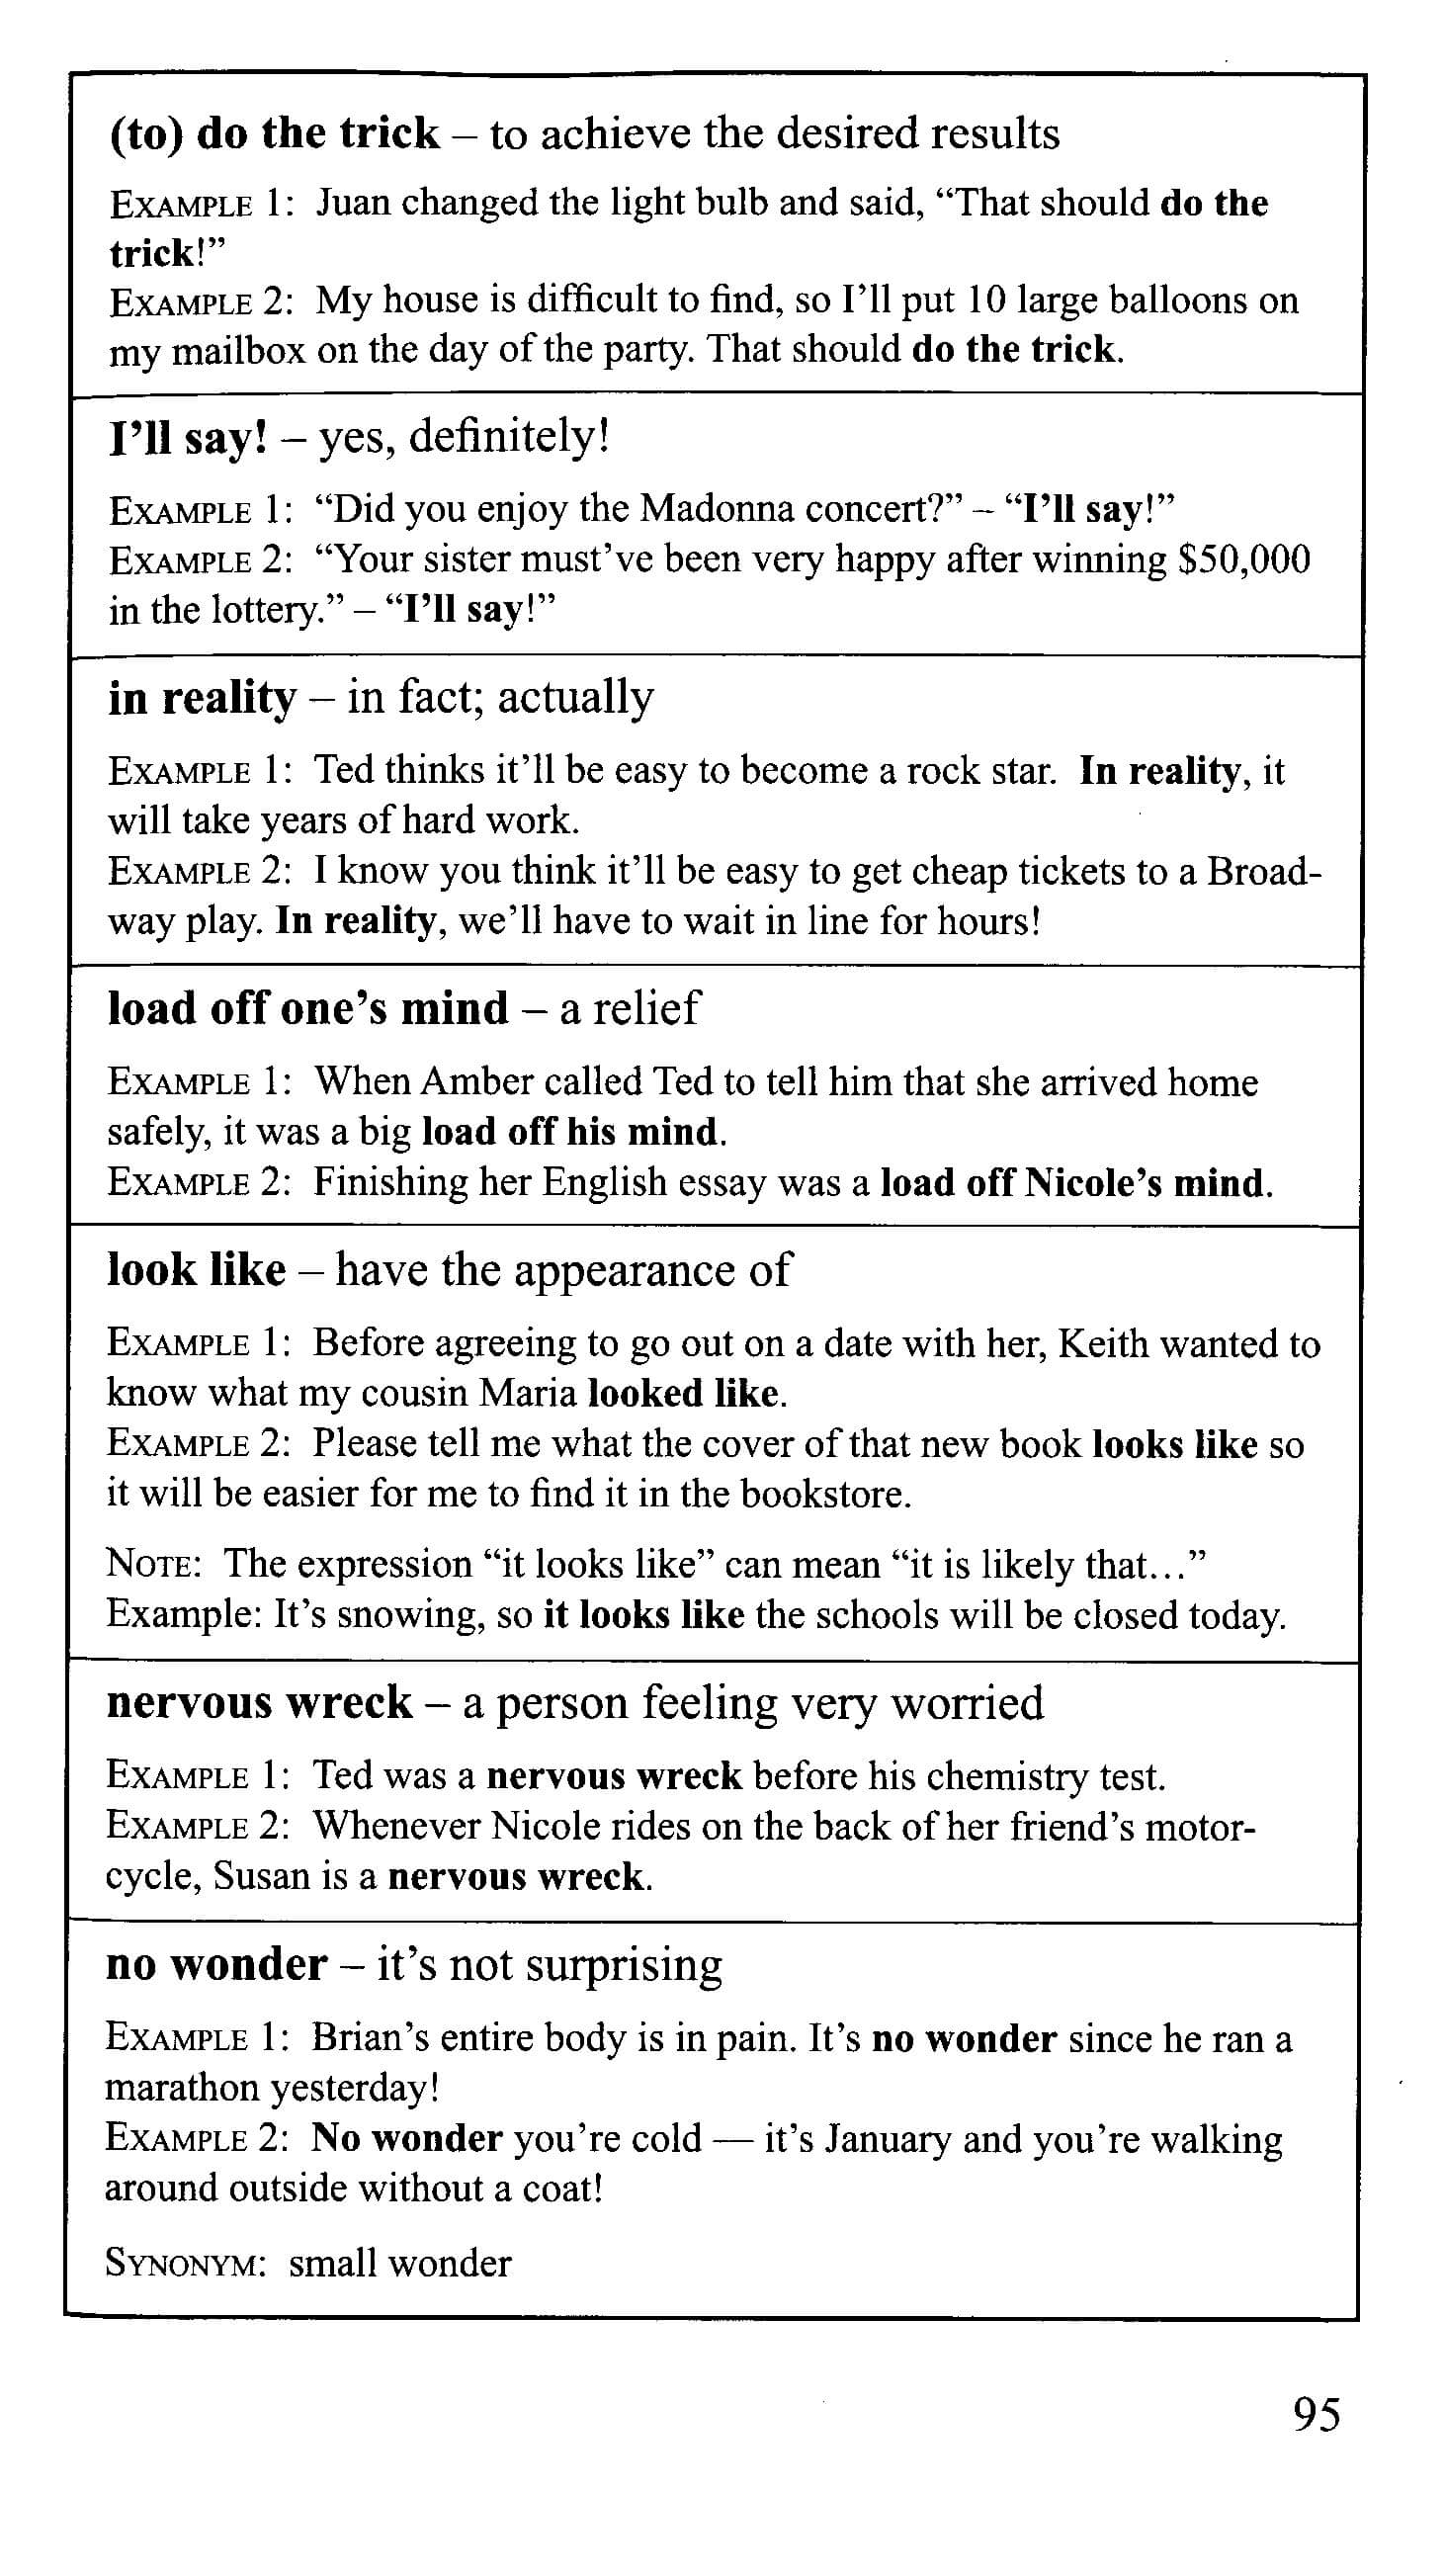 (to) do the trick – to achieve the desired results
EXAMPLE 1: Juan changed the light bulb and said, “That should do the
trick!”
EXAMPLE 2: My house is difficult to find, so I’ll put 10 large balloons on
my mailbox on the day of the party. That should do the trick.
I’ll say! – yes, definitely!
EXAMPLE 1: “Did you enjoy the Madonna concert?” – “I’ll say!”
EXAMPLE 2: “Your sister must’ve been very happy after winning $50,000
in the lottery.” – “I’ll say!”
in reality – in fact; actually
EXAMPLE 1: Ted thinks it’ll be easy to become a rock star. In reality, it
will take years of hard work.
EXAMPLE 2: I know you think it’ll be easy to get cheap tickets to a Broad-
way play. In reality, we’ll have to wait in line for hours!
load off one’s mind – a relief
EXAMPLE 1: When Amber called Ted to tell him that she arrived home
safely, it was a big load off his mind.
EXAMPLE 2: Finishing her English essay was a load off Nicole’s mind.
look like – have the appearance of
EXAMPLE 1: Before agreeing to go out on a date with her, Keith wanted to
know what my cousin Maria looked like.
EXAMPLE 2: Please tell me what the cover of that new book looks like so
it will be easier for me to find it in the bookstore.
NOTE: The expression “it looks like” can mean “it is likely that...”
Example: It’s snowing, so it looks like the schools will be closed today.
nervous wreck – a person feeling very worried
EXAMPLE 1: Ted was a nervous wreck before his chemistry test.
EXAMPLE 2: Whenever Nicole rides on the back of her friend’s motor-
cycle, Susan is a nervous wreck.
no wonder – it’s not surprising
EXAMPLE 1: Brian’s entire body is in pain. It’s no wonder since he ran a
marathon yesterday!
EXAMPLE 2: No wonder you’re cold — it’s January and you’re walking
around outside without a coat!
SYNONYM: small wonder
95